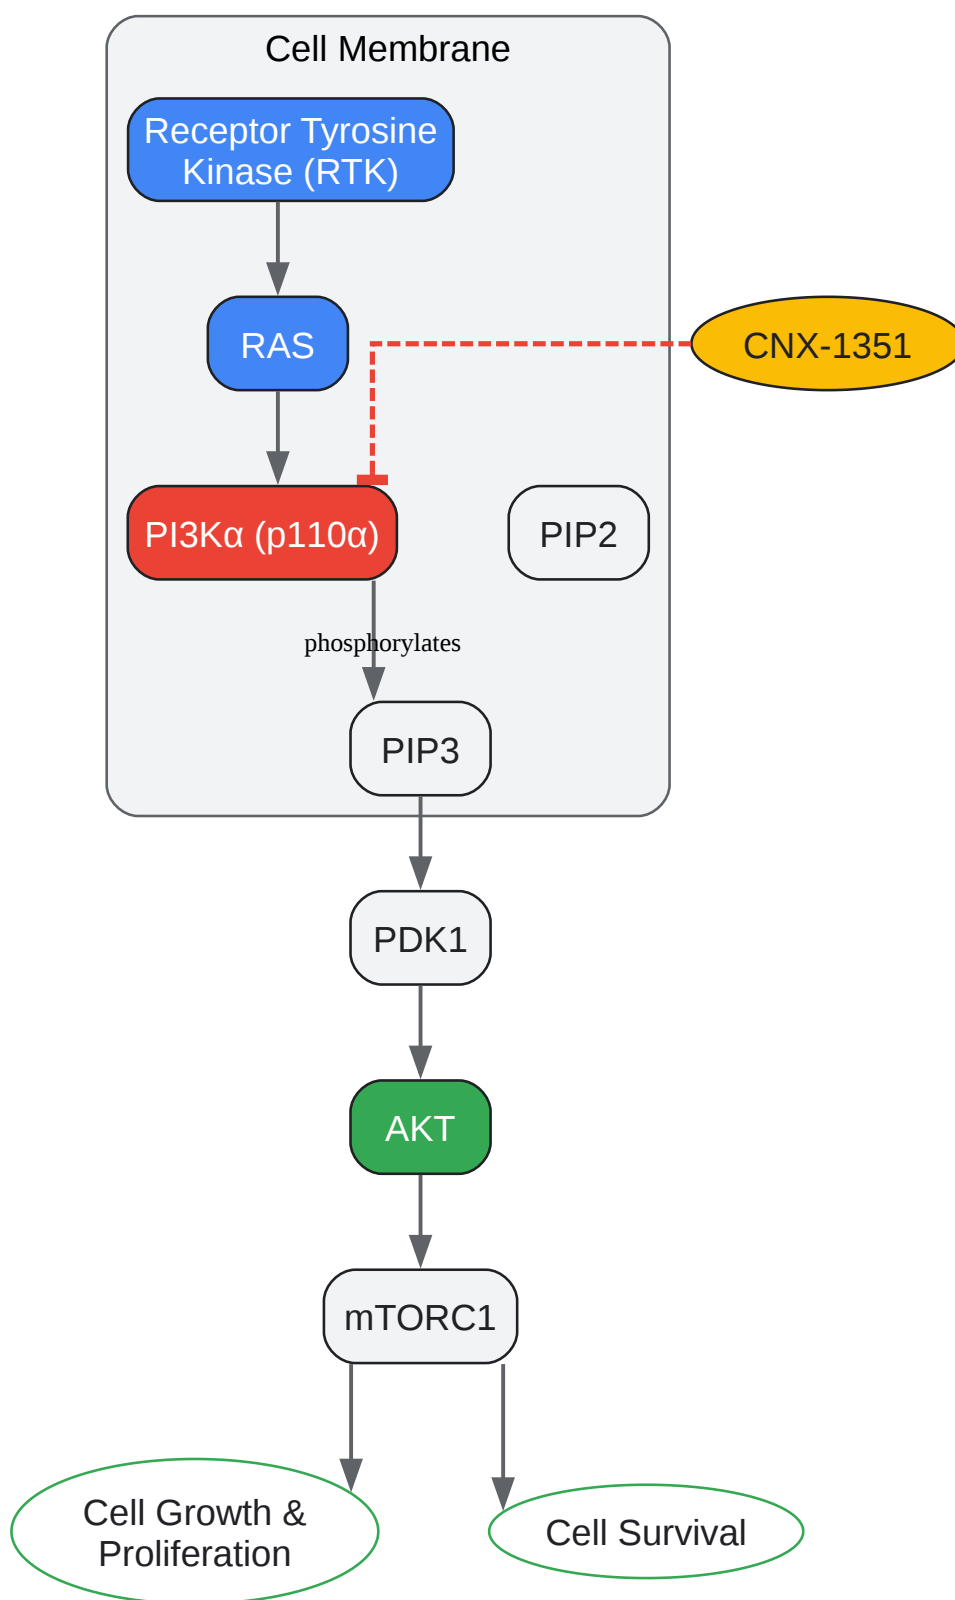 Cell Membrane
Receptor Tyrosine
Kinase (RTK)
RAS
CNX-1351
PI3Kα (p110α)
PIP2
phosphorylates
PIP3
PDK1
AKT
mTORC1
Cell Growth &
Proliferation
Cell Survival